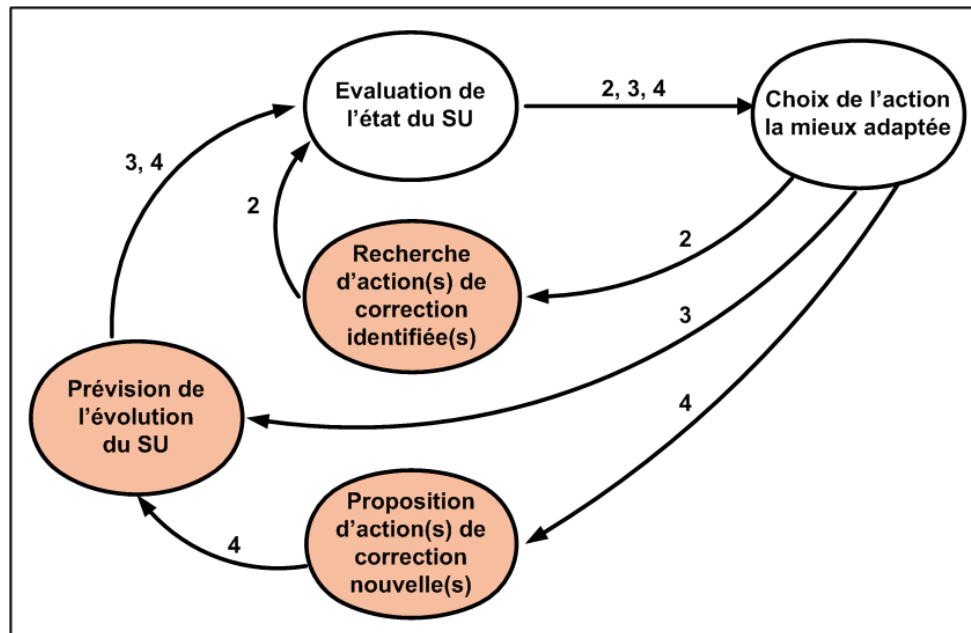 Evaluation de
l'état du SU
2, 3, 4
Choix de l'action
la mieux adaptée
3, 4
2
2
Recherche
d'action(s) de
correction
identifiée(s)
3
Prévision de
l'évolution
du SU
4
Proposition
d'action(s) de
correction
nouvelle(s)
4